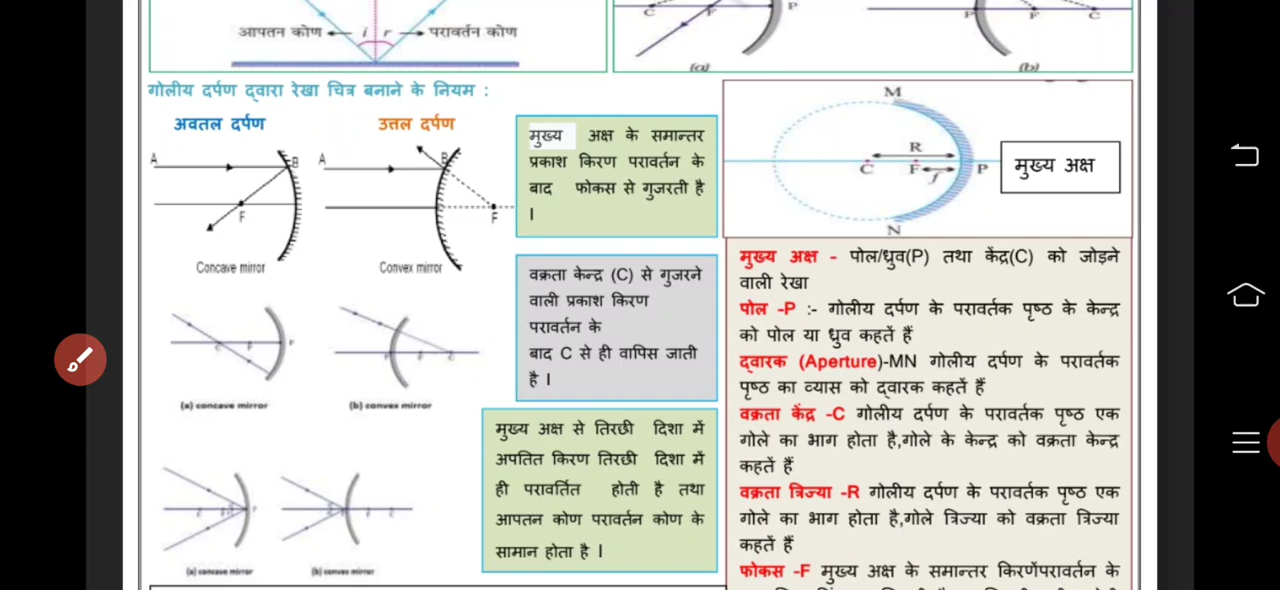 आपतन कोण i r परावर्तन कोण
C F P
P F C
(a) (b)
गोलीय दर्पण द्वारा रेखा चित्र बनाने के नियम :
अवतल दर्पण उत्तल दर्पण
A B
F
Concave mirror
A B
F
Convex mirror
मुख्य अक्ष के समान्तर
प्रकाश किरण परावर्तन के
बाद फोकस से गुजरती है
I
(a) concave mirror (b) convex mirror
वक्रता केन्द्र (C) से गुजरने
वाली प्रकाश किरण
परावर्तन के
बाद C से ही वापिस जाती
है I
(a) concave mirror (b) convex mirror
मुख्य अक्ष से तिरछी दिशा में
अपतित किरण तिरछी दिशा में
ही परावर्तित होती है तथा
आपतन कोण परावर्तन कोण के
सामान होता है I
M
R
C F P
f
N
मुख्य अक्ष
मुख्य अक्ष - पोल/ध्रुव(P) तथा केंद्र(C) को जोड़ने
वाली रेखा
पोल -P :- गोलीय दर्पण के परावर्तक पृष्ठ के केन्द्र
को पोल या ध्रुव कहतें हैं
द्वारक (Aperture)-MN गोलीय दर्पण के परावर्तक
पृष्ठ का व्यास को द्वारक कहतें हैं
वक्रता केंद्र -C गोलीय दर्पण के परावर्तक पृष्ठ एक
गोले का भाग होता है,गोले के केन्द्र को वक्रता केन्द्र
कहतें हैं
वक्रता त्रिज्या -R गोलीय दर्पण के परावर्तक पृष्ठ एक
गोले का भाग होता है,गोले त्रिज्या को वक्रता त्रिज्या
कहतें हैं
फोकस -F मुख्य अक्ष के समान्तर किरणेंपरावर्तन के